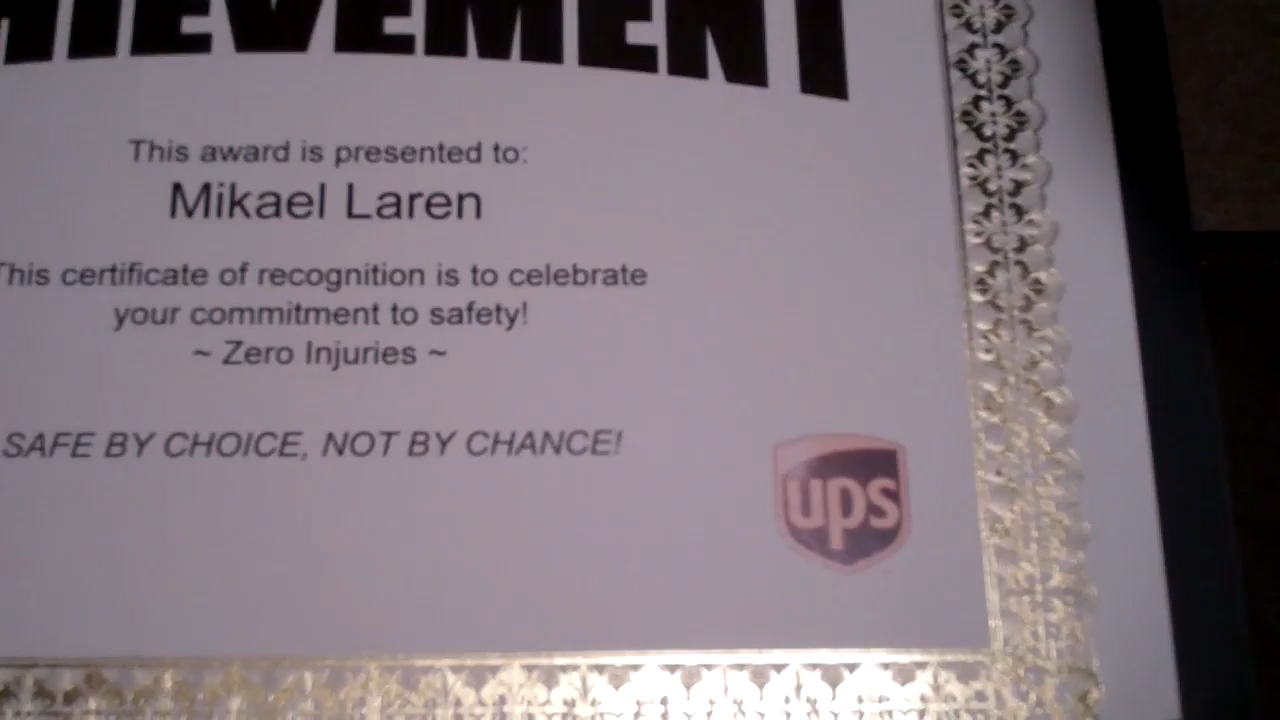 HIEVEMENT
This award is presented to:
Mikael Laren
This certificate of recognition is to celebrate
your commitment to safety!
~ Zero Injuries ~
SAFE BY CHOICE, NOT BY CHANCE!
ups